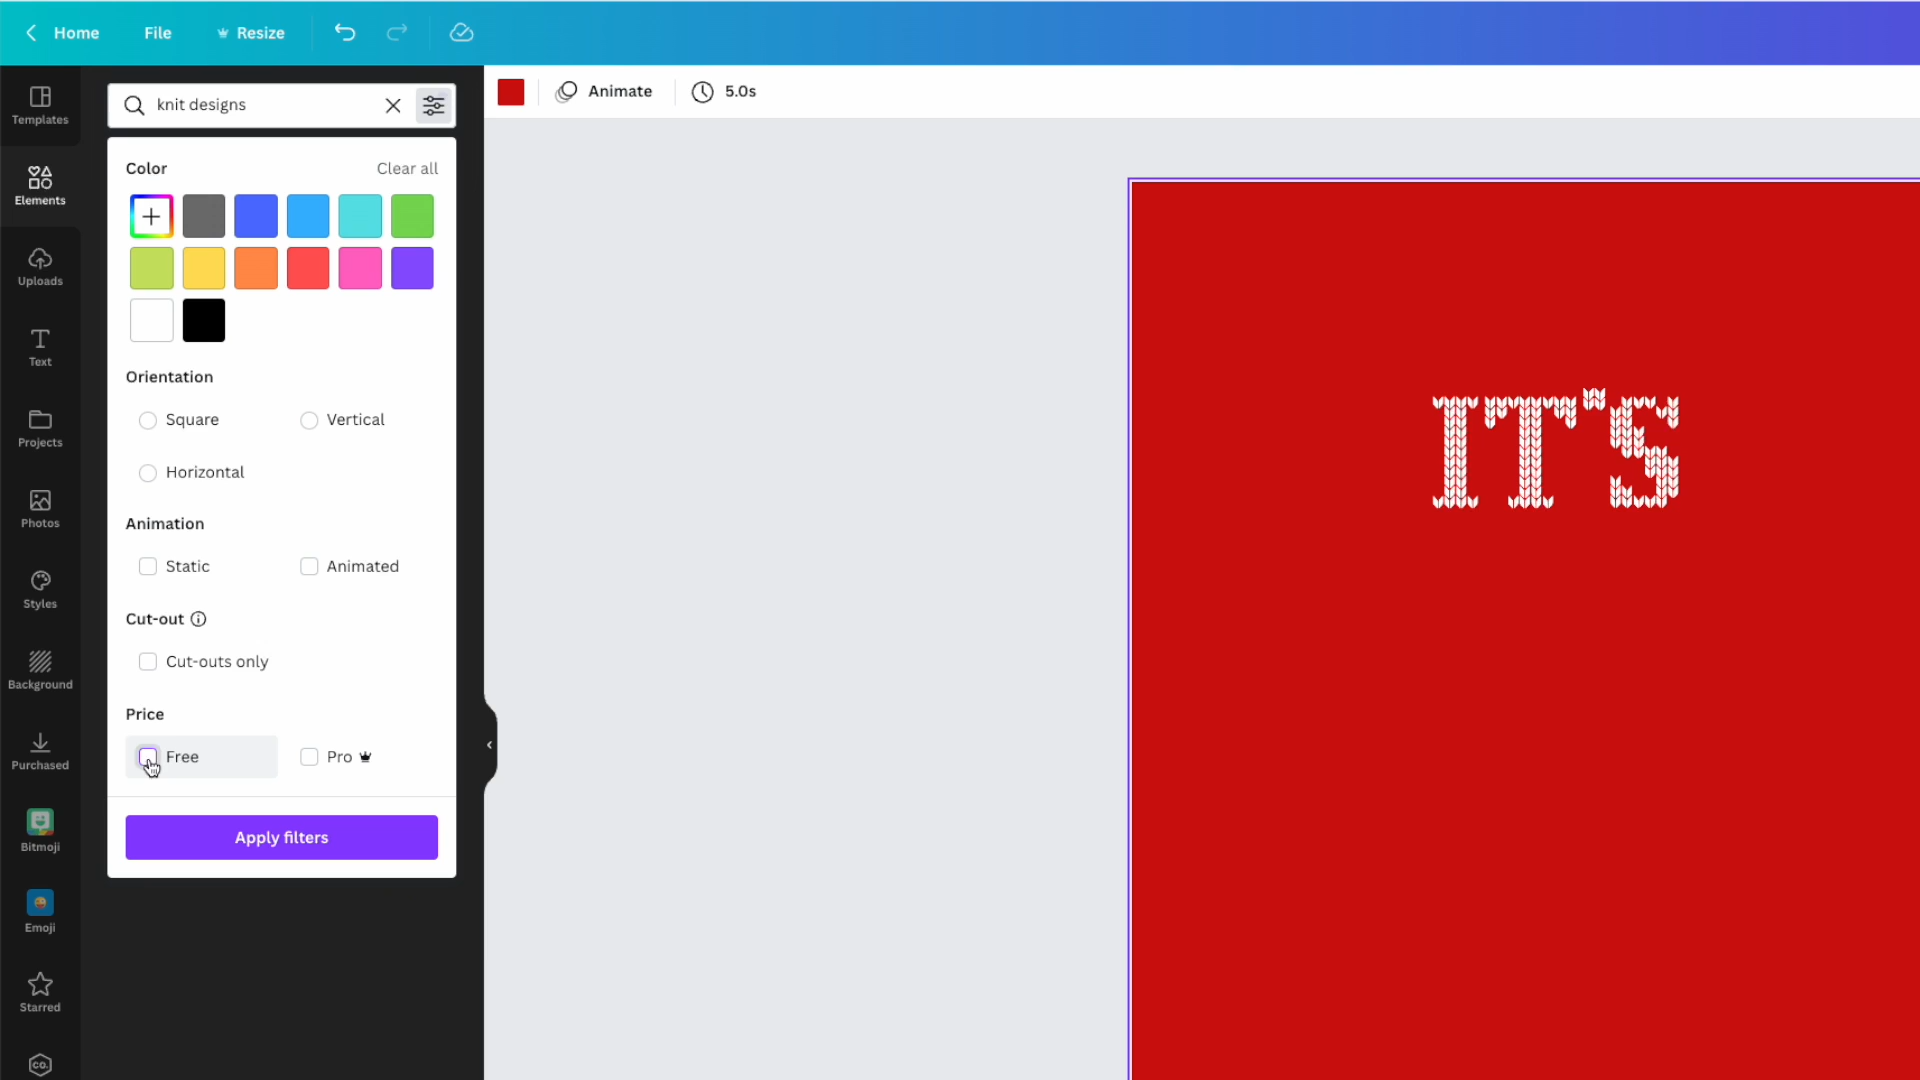 Home File Resize
Templates
Elements
Uploads
Text
Projects
Photos
Styles
Background
Purchased
Bitmoji
Emoji
Starred
CO.
knit designs
Color Clear all
Orientation
Square Vertical
Horizontal
Animation
Static Animated
Cut-out
Cut-outs only
Price
Free Pro
Apply filters
Animate 5.0s
IT'S